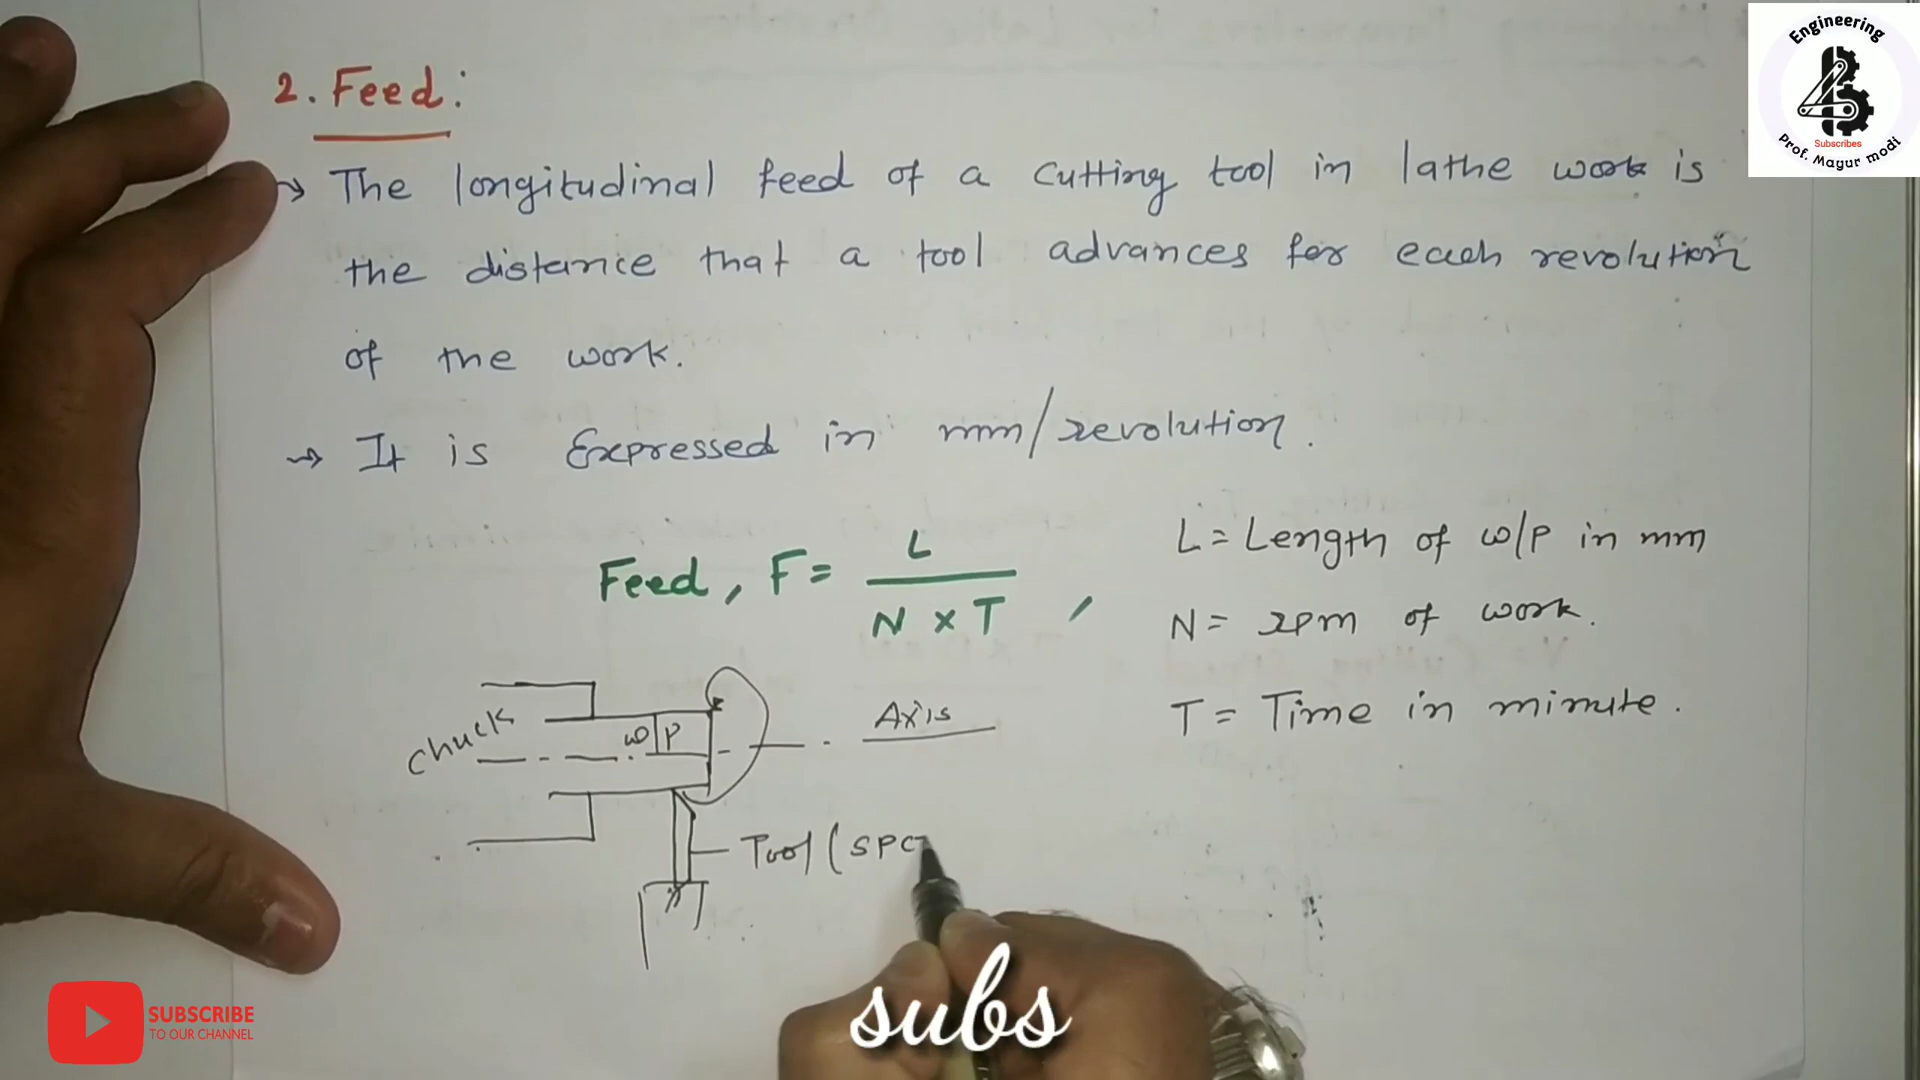 2. Feed:
→ The longitudinal feed of a cutting tool in lathe work is
the distance that a tool advances for each revolution
of the work.
→ It is Expressed in mm/revolution.
Feed, F = L / N × T ,
L = Length of w/p in mm
N = rpm of work.
T = Time in minute.
chuck
w/p
Axis
Tool (SPC
subs
SUBSCRIBE
TO OUR CHANNEL
Engineering
Subscribes
Prof. Mayur modi